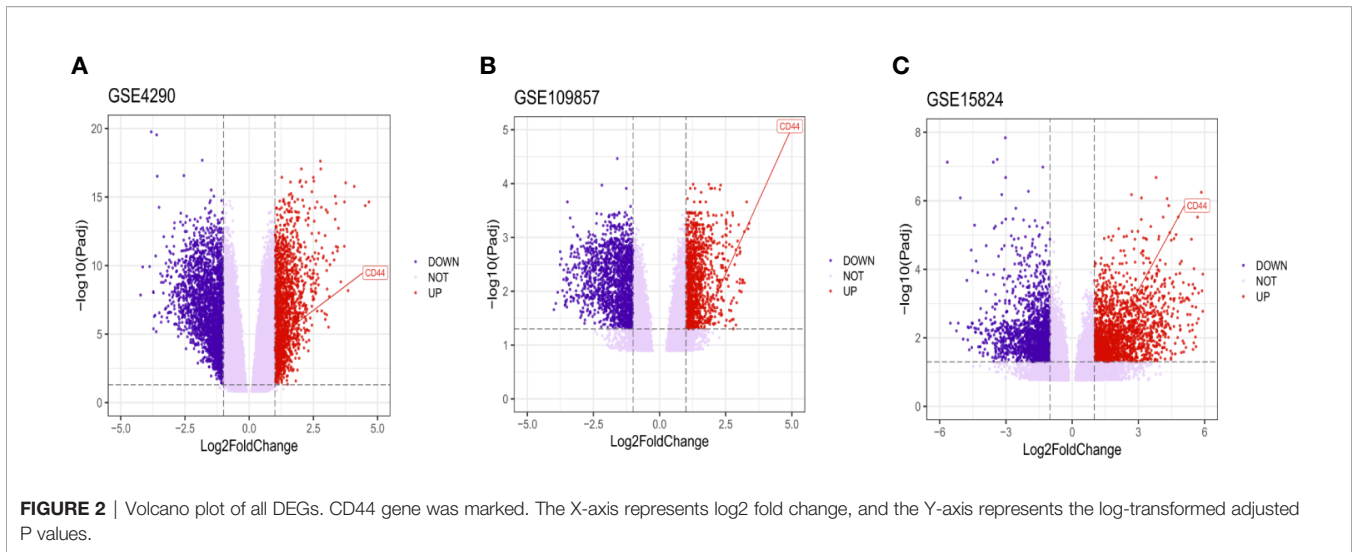 A
GSE4290
−log10(Padj)
20
15
10
5
0
−5.0
−2.5
0.0
2.5
5.0
Log2FoldChange
CD44
DOWN
NOT
UP
B
GSE109857
−log10(Padj)
5
4
3
2
1
0
−5.0
−2.5
0.0
2.5
5.0
Log2FoldChange
CD44
DOWN
NOT
UP
C
GSE15824
−log10(Padj)
8
6
4
2
0
−6
−3
0
3
6
Log2FoldChange
CD44
DOWN
NOT
UP
FIGURE 2 | Volcano plot of all DEGs. CD44 gene was marked. The X-axis represents log2 fold change, and the Y-axis represents the log-transformed adjusted
P values.